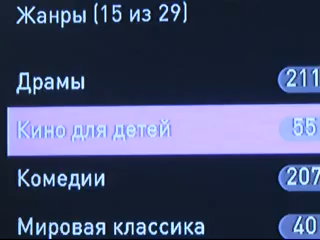 Жанры (15 из 29)
Драмы 211
Кино для детей 55
Комедии 207
Мировая классика 40